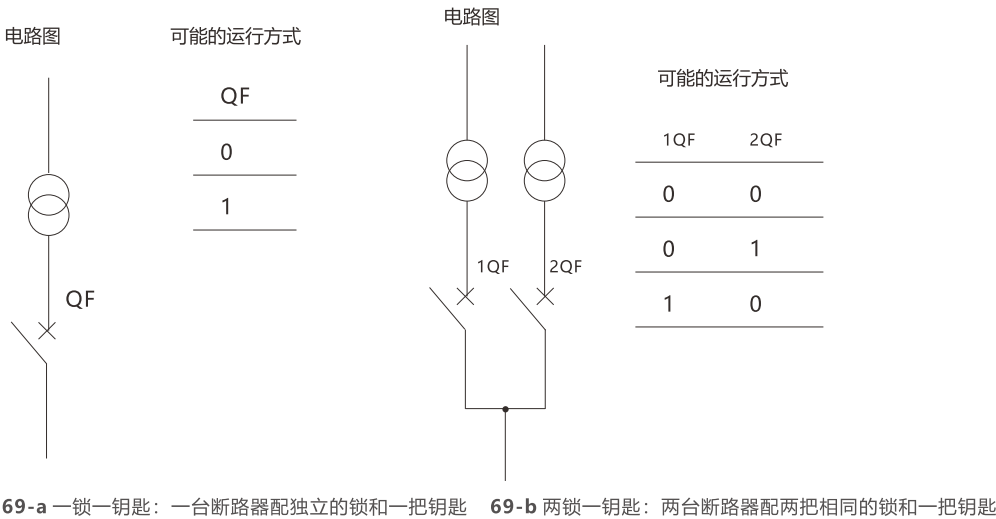 电路图
可能的运行方式
QF
0
1
QF
69-a 一锁一钥匙：一台断路器配独立的锁和一把钥匙
电路图
可能的运行方式
1QF 2QF
0 0
0 1
1 0
1QF 2QF
69-b 两锁一钥匙：两台断路器配两把相同的锁和一把钥匙